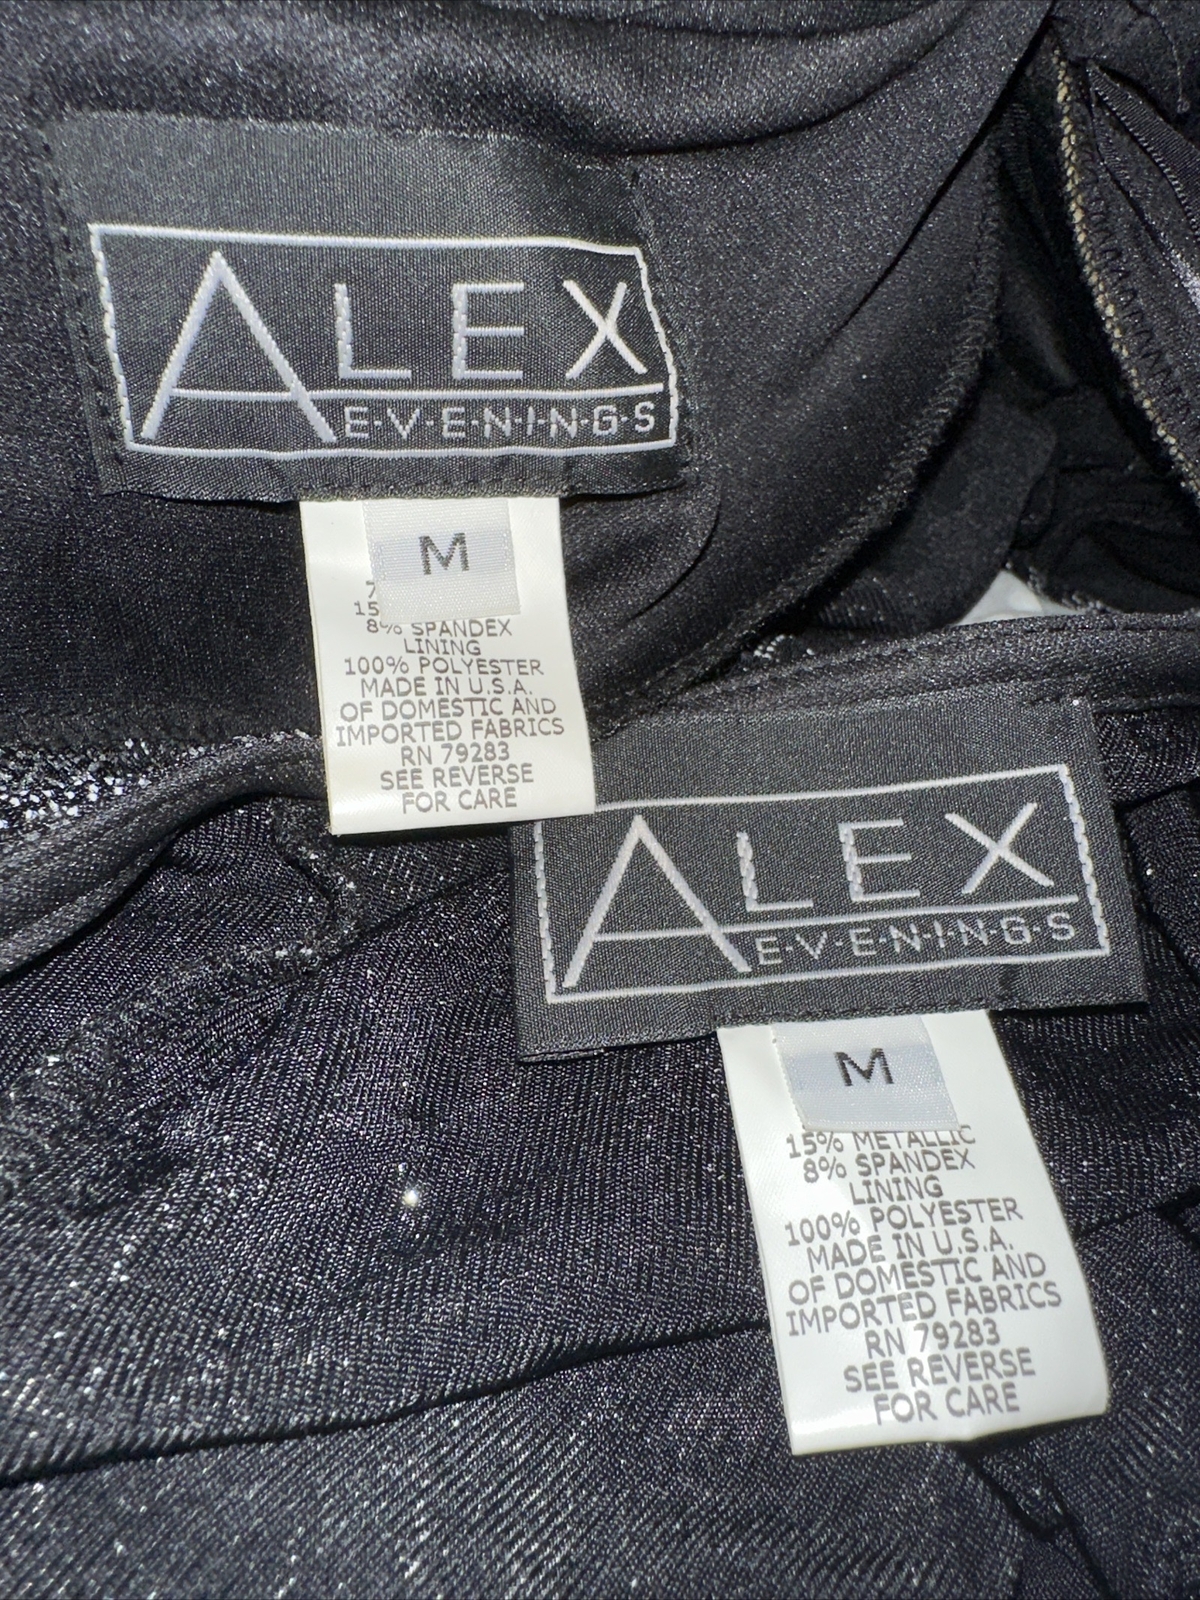 ALEX
E·V·E·N·I·N·G·S
M
7
15
8% SPANDEX
LINING
100% POLYESTER
MADE IN U.S.A.
OF DOMESTIC AND
IMPORTED FABRICS
RN 79283
SEE REVERSE
FOR CARE
ALEX
E·V·E·N·I·N·G·S
M
15% METALLIC
8% SPANDEX
LINING
100% POLYESTER
MADE IN U.S.A.
OF DOMESTIC AND
IMPORTED FABRICS
RN 79283
SEE REVERSE
FOR CARE